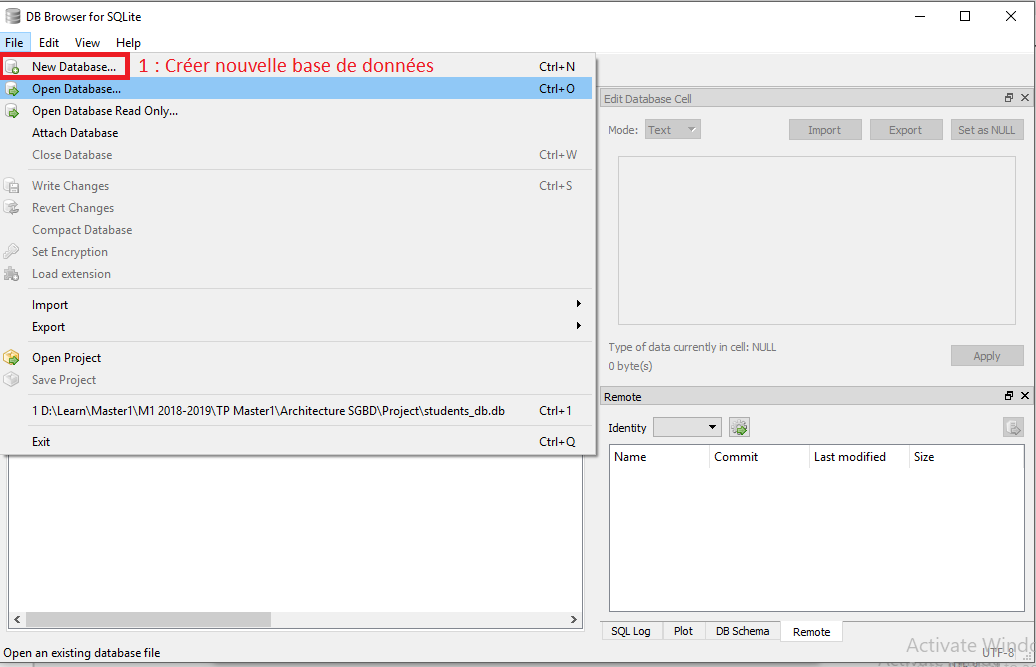 DB Browser for SQLite
File Edit View Help
New Database... Ctrl+N
1 : Créer nouvelle base de données
Open Database... Ctrl+O
Open Database Read Only...
Attach Database
Close Database Ctrl+W
Write Changes Ctrl+S
Revert Changes
Compact Database
Set Encryption
Load extension
Import
Export
Open Project
Save Project
1 D:\Learn\Master1\M1 2018-2019\TP Master1\Architecture SGBD\Project\students_db.db Ctrl+1
Exit Ctrl+Q
Edit Database Cell
Mode: Text Import Export Set as NULL
Type of data currently in cell: NULL
0 byte(s)
Apply
Remote
Identity
Name Commit Last modified Size
SQL Log Plot DB Schema Remote
Activate Wind
Open an existing database file
UTF-8